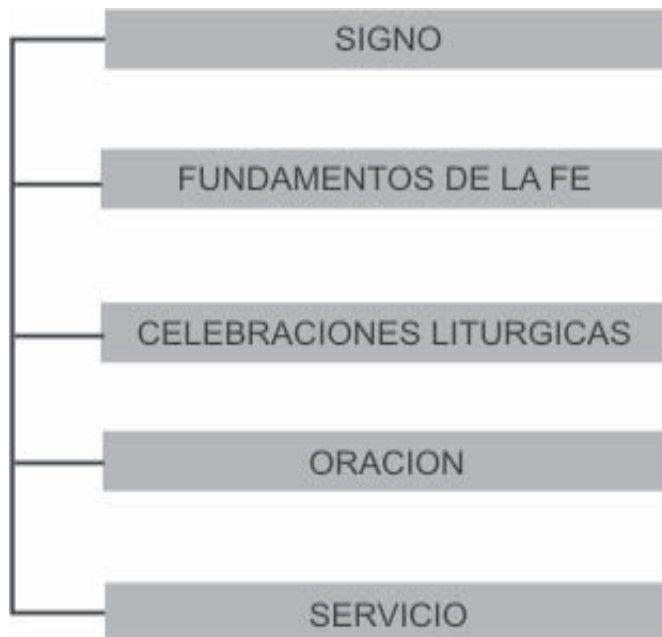 SIGNO
FUNDAMENTOS DE LA FE
CELEBRACIONES LITURGICAS
ORACION
SERVICIO